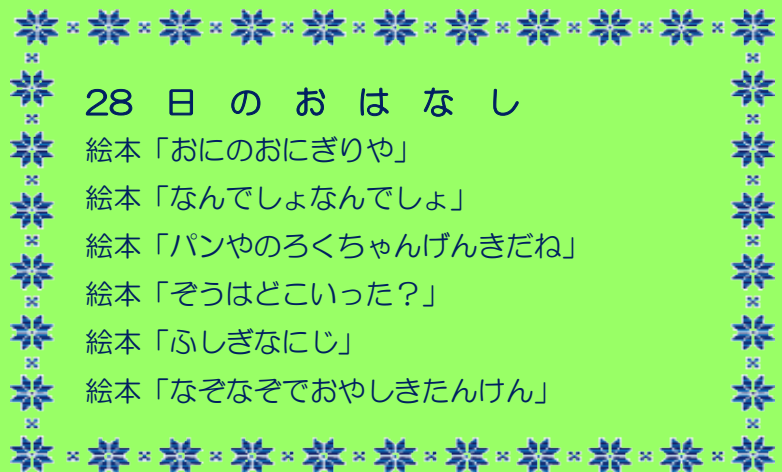 28　日　の　お　は　な　し
絵本「おにのおにぎりや」
絵本「なんでしょなんでしょ」
絵本「パンやのろくちゃんげんきだね」
絵本「ぞうはどこいった？」
絵本「ふしぎなにじ」
絵本「なぞなぞでおやしきたんけん」